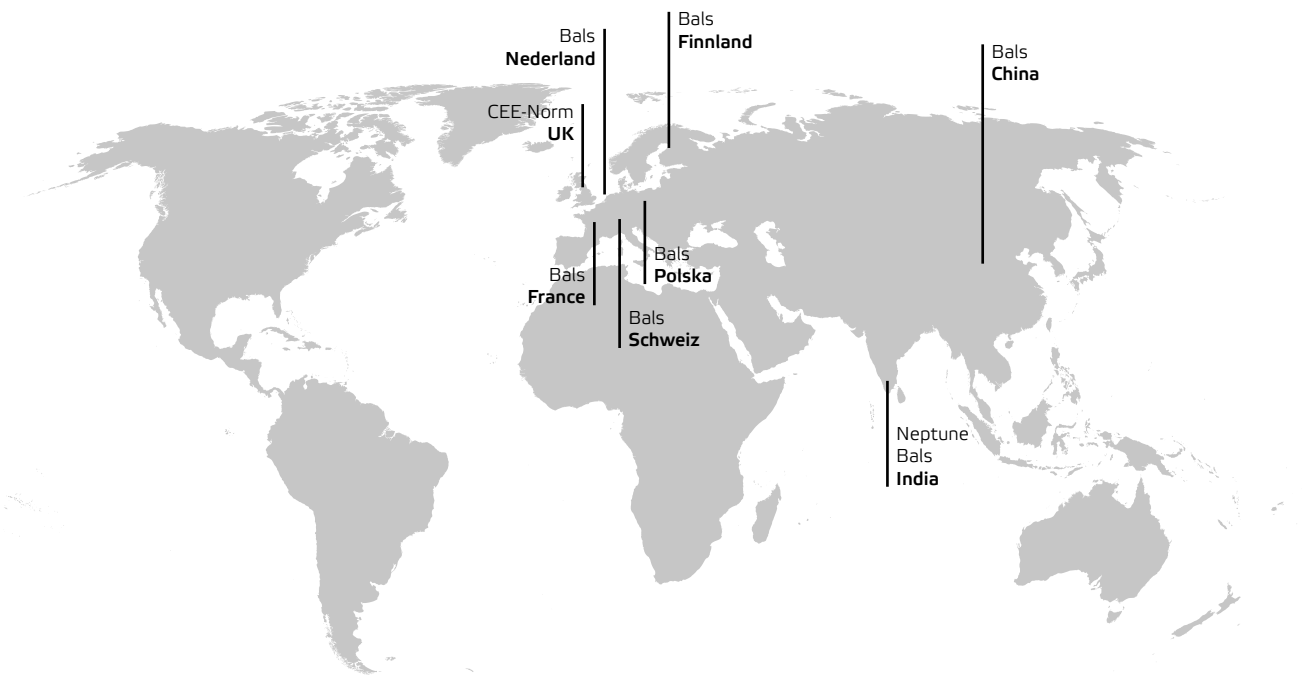 Bals
Finnland
Bals
Nederland
Bals
China
CEE-Norm
UK
Bals
Polska
Bals
France
Bals
Schweiz
Neptune
Bals
India